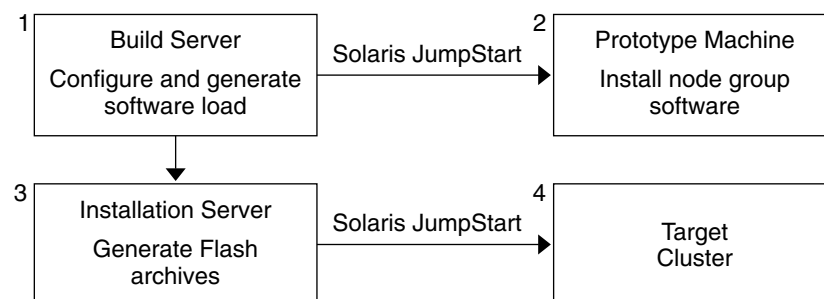 1
Build Server
Configure and generate
software load
Solaris JumpStart
2
Prototype Machine
Install node group
software
3
Installation Server
Generate Flash
archives
Solaris JumpStart
4
Target
Cluster